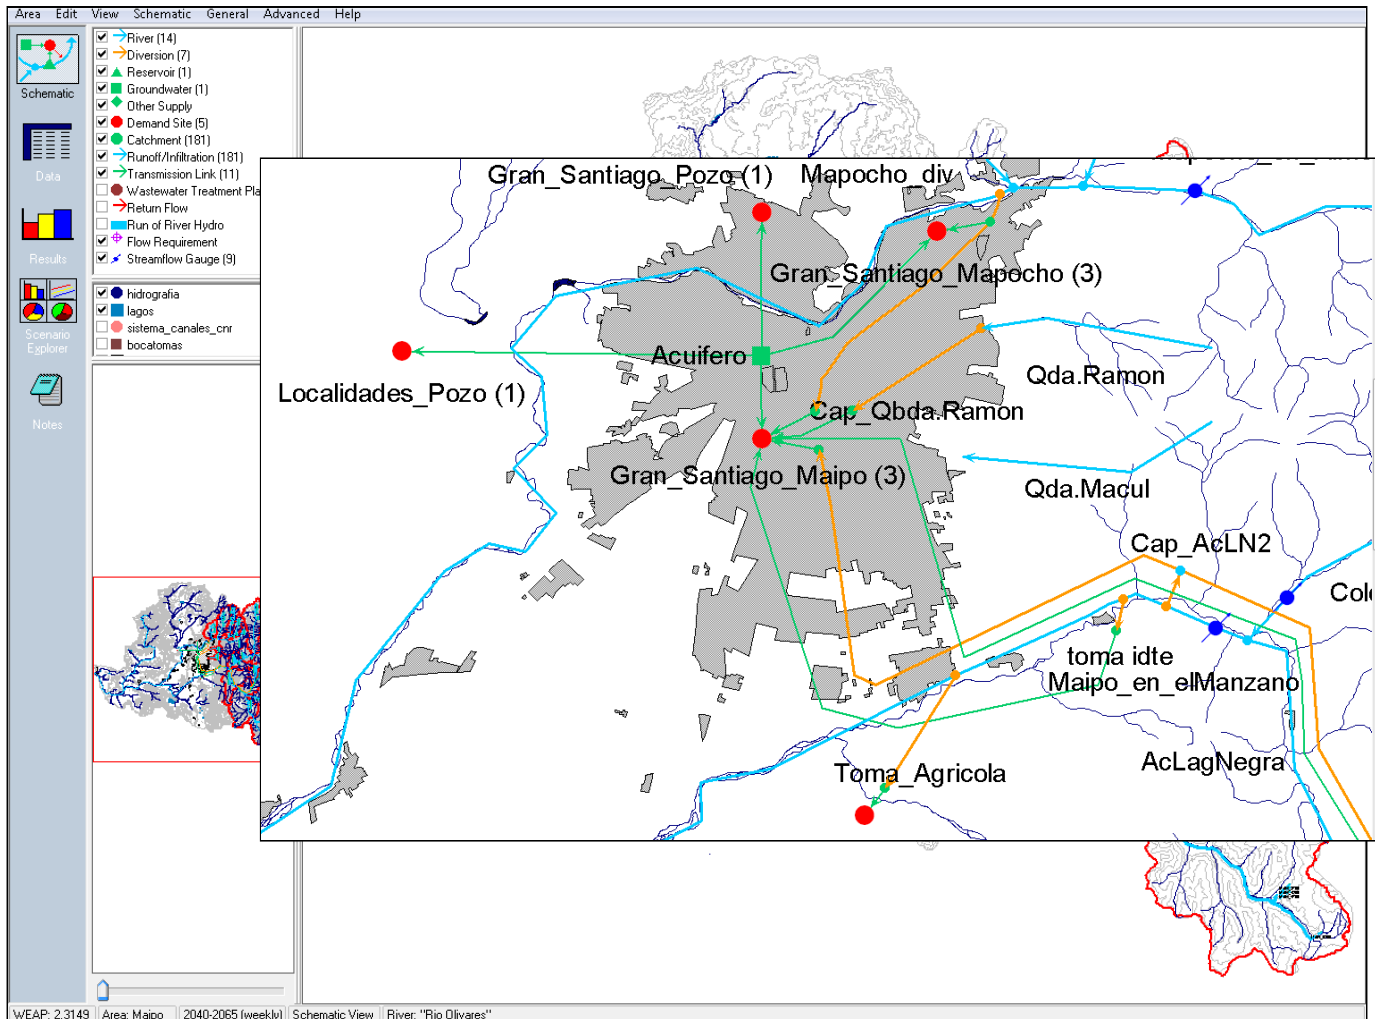 Area Edit View Schematic General Advanced Help
Schematic
Data
Results
Scenario
Explorer
Notes
River (14)
Diversion (7)
Reservoir (1)
Groundwater (1)
Other Supply
Demand Site (5)
Catchment (181)
Runoff/Infiltration (181)
Transmission Link (11)
Wastewater Treatment Pla
Return Flow
Run of River Hydro
Flow Requirement
Streamflow Gauge (9)
hidrografia
lagos
sistema_canales_cnr
bocatomas
Gran_Santiago_Pozo (1)
Mapocho_div
Gran_Santiago_Mapocho (3)
Acuifero
Qda.Ramon
Localidades_Pozo (1)
Cap_Qbda.Ramon
Gran_Santiago_Maipo (3)
Qda.Macul
Cap_AcLN2
Colo
toma idte
Maipo_en_elManzano
AcLagNegra
Toma_Agricola
WEAP: 2.3149 Area: Maipo 2040-2065 (weekly) Schematic View River: "Rio Olivares"